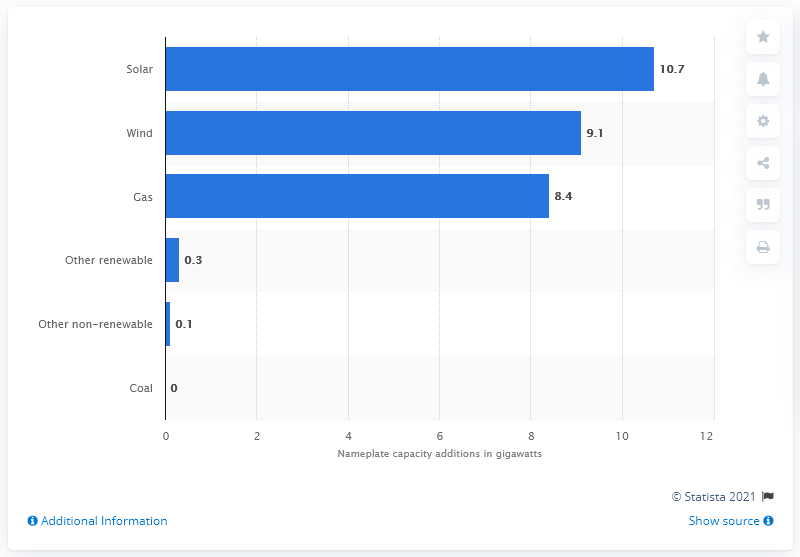 Solar 10.7
Wind 9.1
Gas 8.4
Other renewable 0.3
Other non-renewable 0.1
Coal 0
0 2 4 6 8 10 12
Nameplate capacity additions in gigawatts
© Statista 2021
Additional Information Show source